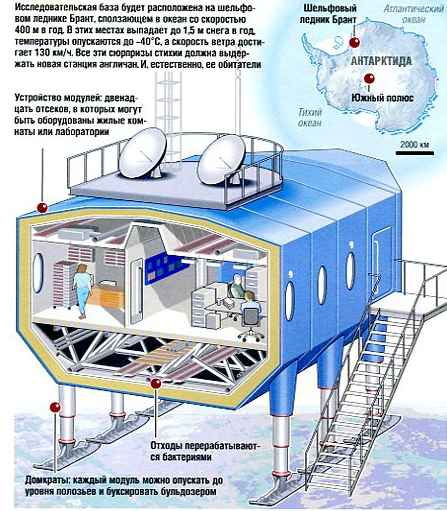 Исследовательская база будет расположена на шельфо-
вом леднике Брант, сползающем в океан со скоростью
400 м в год. В этих местах выпадает до 1,5 м снега в год,
температуры опускаются до –40°С, а скорость ветра дости-
гает 130 км/ч. Все эти сюрпризы стихии должна выдер-
жать новая станция англичан. И, естественно, ее обитатели
Устройство модулей: двенад-
цать отсеков, в которых могут
быть оборудованы жилые ком-
наты или лаборатории
Шельфовый
ледник Брант
Атлантический
океан
АНТАРКТИДА
Южный полюс
Тихий
океан
2000 км
Отходы перерабатывают-
ся бактериями
Домкраты: каждый модуль можно опускать до
уровня полозьев и буксировать бульдозером